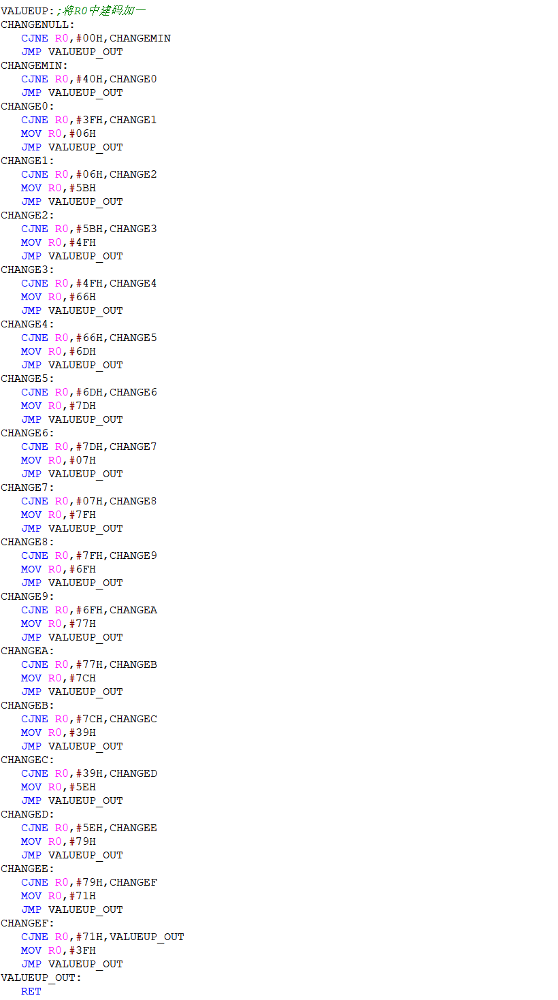 VALUEUP:;将R0中建码加一
CHANGENULL:
CJNE R0,#00H,CHANGEMIN
JMP VALUEUP_OUT
CHANGEMIN:
CJNE R0,#40H,CHANGE0
JMP VALUEUP_OUT
CHANGE0:
CJNE R0,#3FH,CHANGE1
MOV R0,#06H
JMP VALUEUP_OUT
CHANGE1:
CJNE R0,#06H,CHANGE2
MOV R0,#5BH
JMP VALUEUP_OUT
CHANGE2:
CJNE R0,#5BH,CHANGE3
MOV R0,#4FH
JMP VALUEUP_OUT
CHANGE3:
CJNE R0,#4FH,CHANGE4
MOV R0,#66H
JMP VALUEUP_OUT
CHANGE4:
CJNE R0,#66H,CHANGE5
MOV R0,#6DH
JMP VALUEUP_OUT
CHANGE5:
CJNE R0,#6DH,CHANGE6
MOV R0,#7DH
JMP VALUEUP_OUT
CHANGE6:
CJNE R0,#7DH,CHANGE7
MOV R0,#07H
JMP VALUEUP_OUT
CHANGE7:
CJNE R0,#07H,CHANGE8
MOV R0,#7FH
JMP VALUEUP_OUT
CHANGE8:
CJNE R0,#7FH,CHANGE9
MOV R0,#6FH
JMP VALUEUP_OUT
CHANGE9:
CJNE R0,#6FH,CHANGEA
MOV R0,#77H
JMP VALUEUP_OUT
CHANGEA:
CJNE R0,#77H,CHANGEB
MOV R0,#7CH
JMP VALUEUP_OUT
CHANGEB:
CJNE R0,#7CH,CHANGEC
MOV R0,#39H
JMP VALUEUP_OUT
CHANGEC:
CJNE R0,#39H,CHANGED
MOV R0,#5EH
JMP VALUEUP_OUT
CHANGED:
CJNE R0,#5EH,CHANGEE
MOV R0,#79H
JMP VALUEUP_OUT
CHANGEE:
CJNE R0,#79H,CHANGEF
MOV R0,#71H
JMP VALUEUP_OUT
CHANGEF:
CJNE R0,#71H,VALUEUP_OUT
MOV R0,#3FH
JMP VALUEUP_OUT
VALUEUP_OUT:
RET